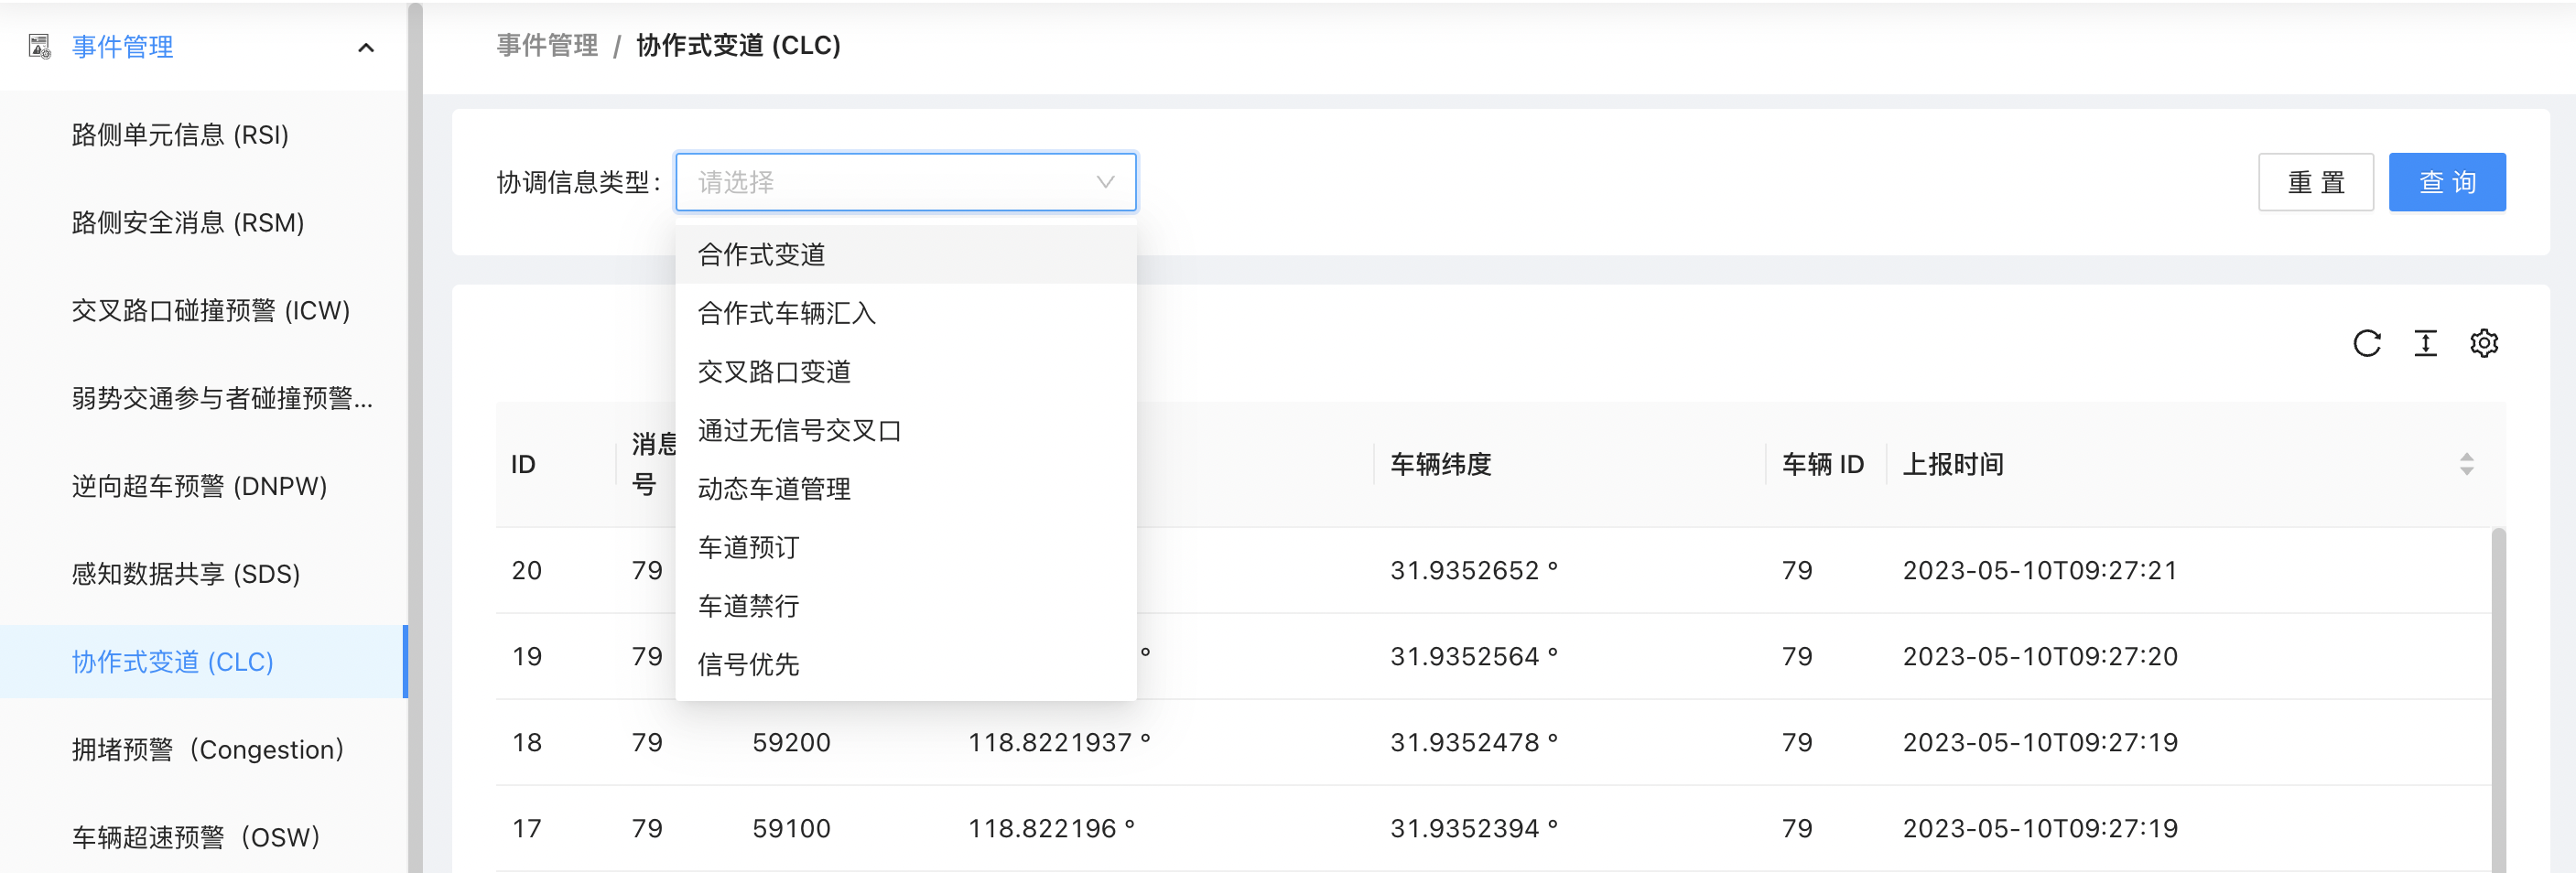 事件管理
路侧单元信息 (RSI)
路侧安全消息 (RSM)
交叉路口碰撞预警 (ICW)
弱势交通参与者碰撞预警...
逆向超车预警 (DNPW)
感知数据共享 (SDS)
协作式变道 (CLC)
拥堵预警（Congestion）
车辆超速预警（OSW）
事件管理 / 协作式变道 (CLC)
协调信息类型: 请选择 重 置 查 询
合作式变道
合作式车辆汇入
交叉路口变道
通过无信号交叉口
动态车道管理
车道预订
车道禁行
信号优先
ID 消息号 车辆纬度 车辆 ID 上报时间
20 79 31.9352652 ° 79 2023-05-10T09:27:21
19 79 ° 31.9352564 ° 79 2023-05-10T09:27:20
18 79 59200 118.8221937 ° 31.9352478 ° 79 2023-05-10T09:27:19
17 79 59100 118.822196 ° 31.9352394 ° 79 2023-05-10T09:27:19